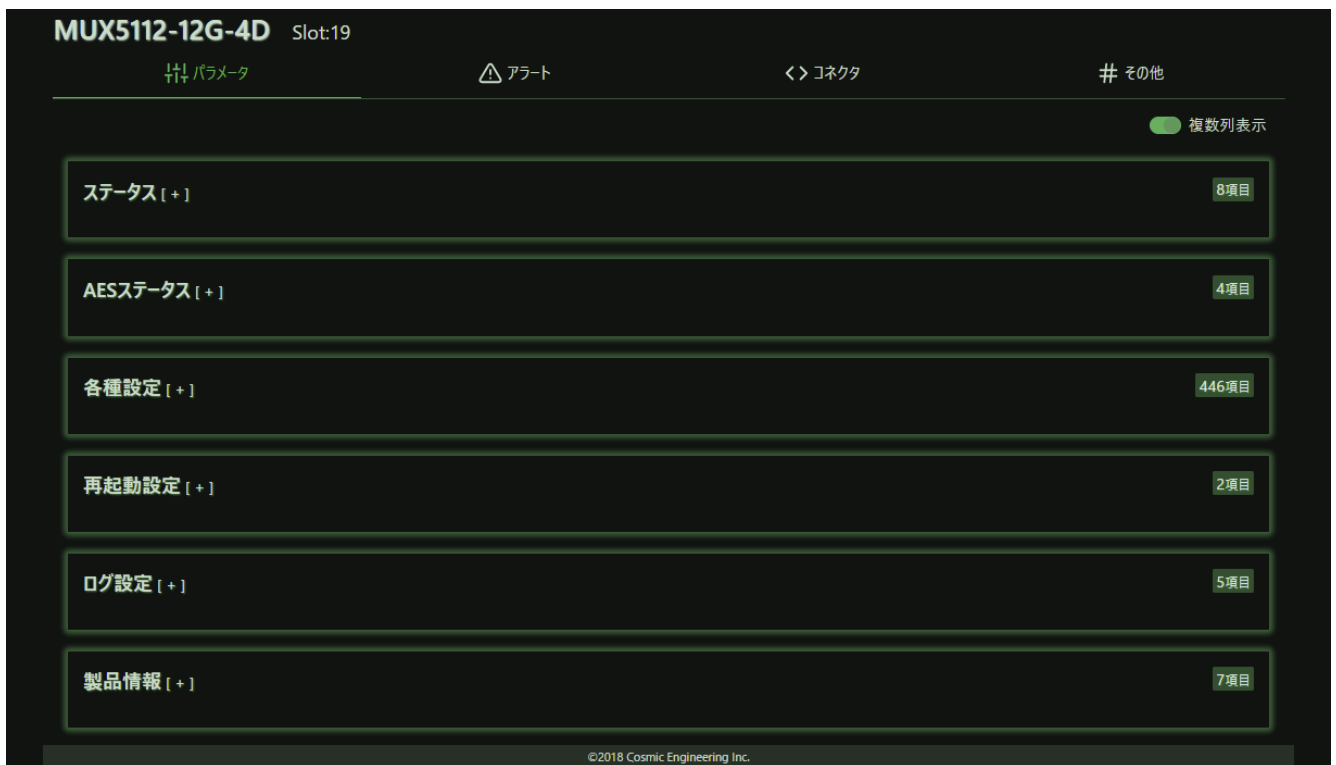 MUX5112-12G-4D Slot:19
パラメータ アラート コネクタ その他
複数列表示
ステータス [ + ] 8項目
AESステータス [ + ] 4項目
各種設定 [ + ] 446項目
再起動設定 [ + ] 2項目
ログ設定 [ + ] 5項目
製品情報 [ + ] 7項目
©2018 Cosmic Engineering Inc.